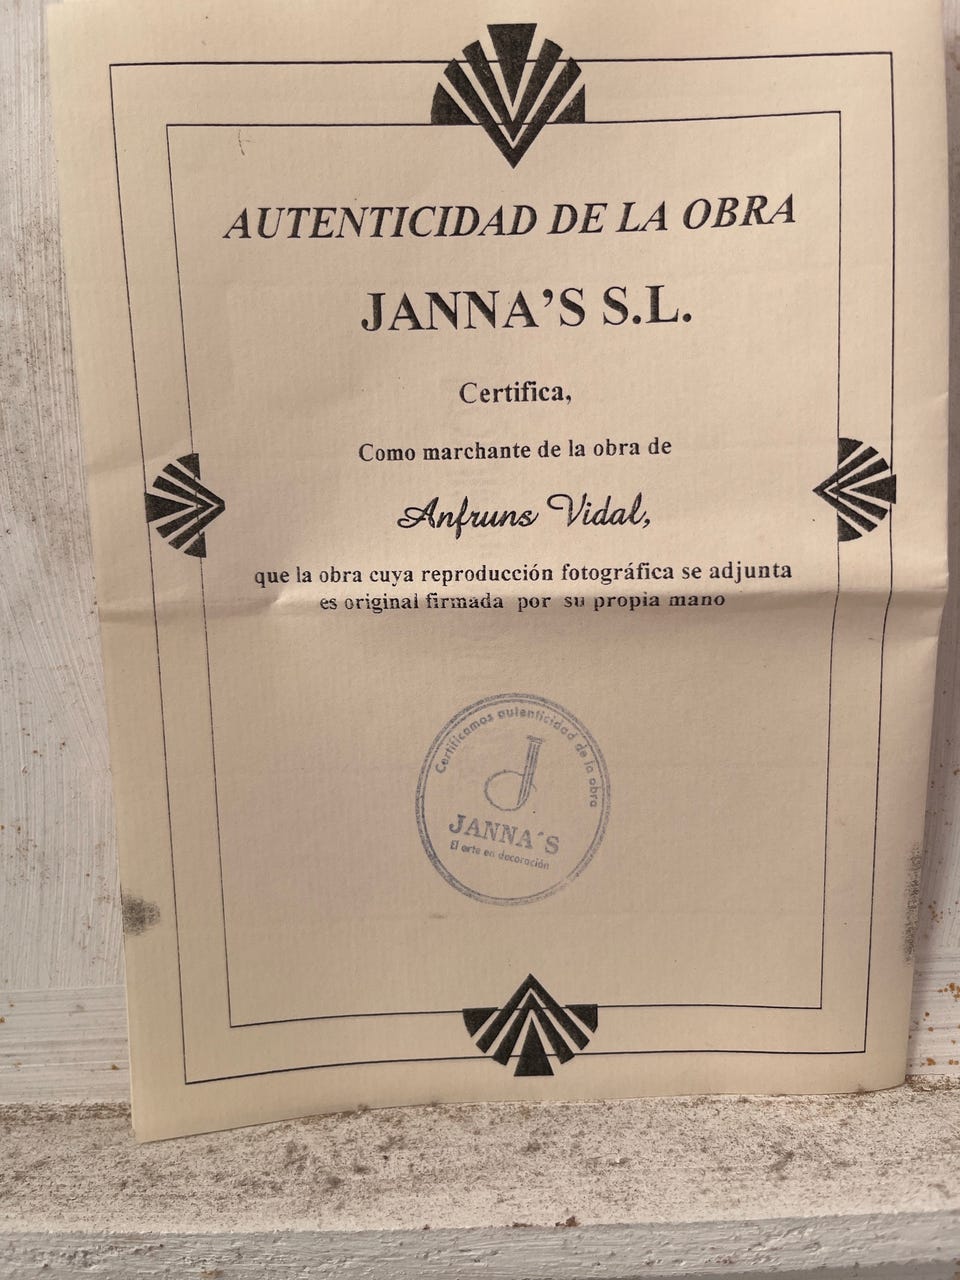 AUTENTICIDAD DE LA OBRA
JANNA'S S.L.
Certifica,
Como marchante de la obra de
Anfruns Vidal,
que la obra cuya reproducción fotográfica se adjunta
es original firmada por su propia mano
Certificamos autenticidad de la obra
JANNA´S
El arte en decoración